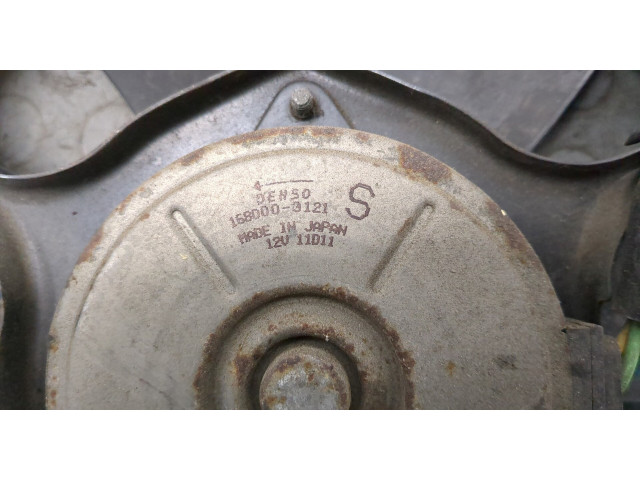 DENSO
168000-3121 S
MADE IN JAPAN
12V 11D11